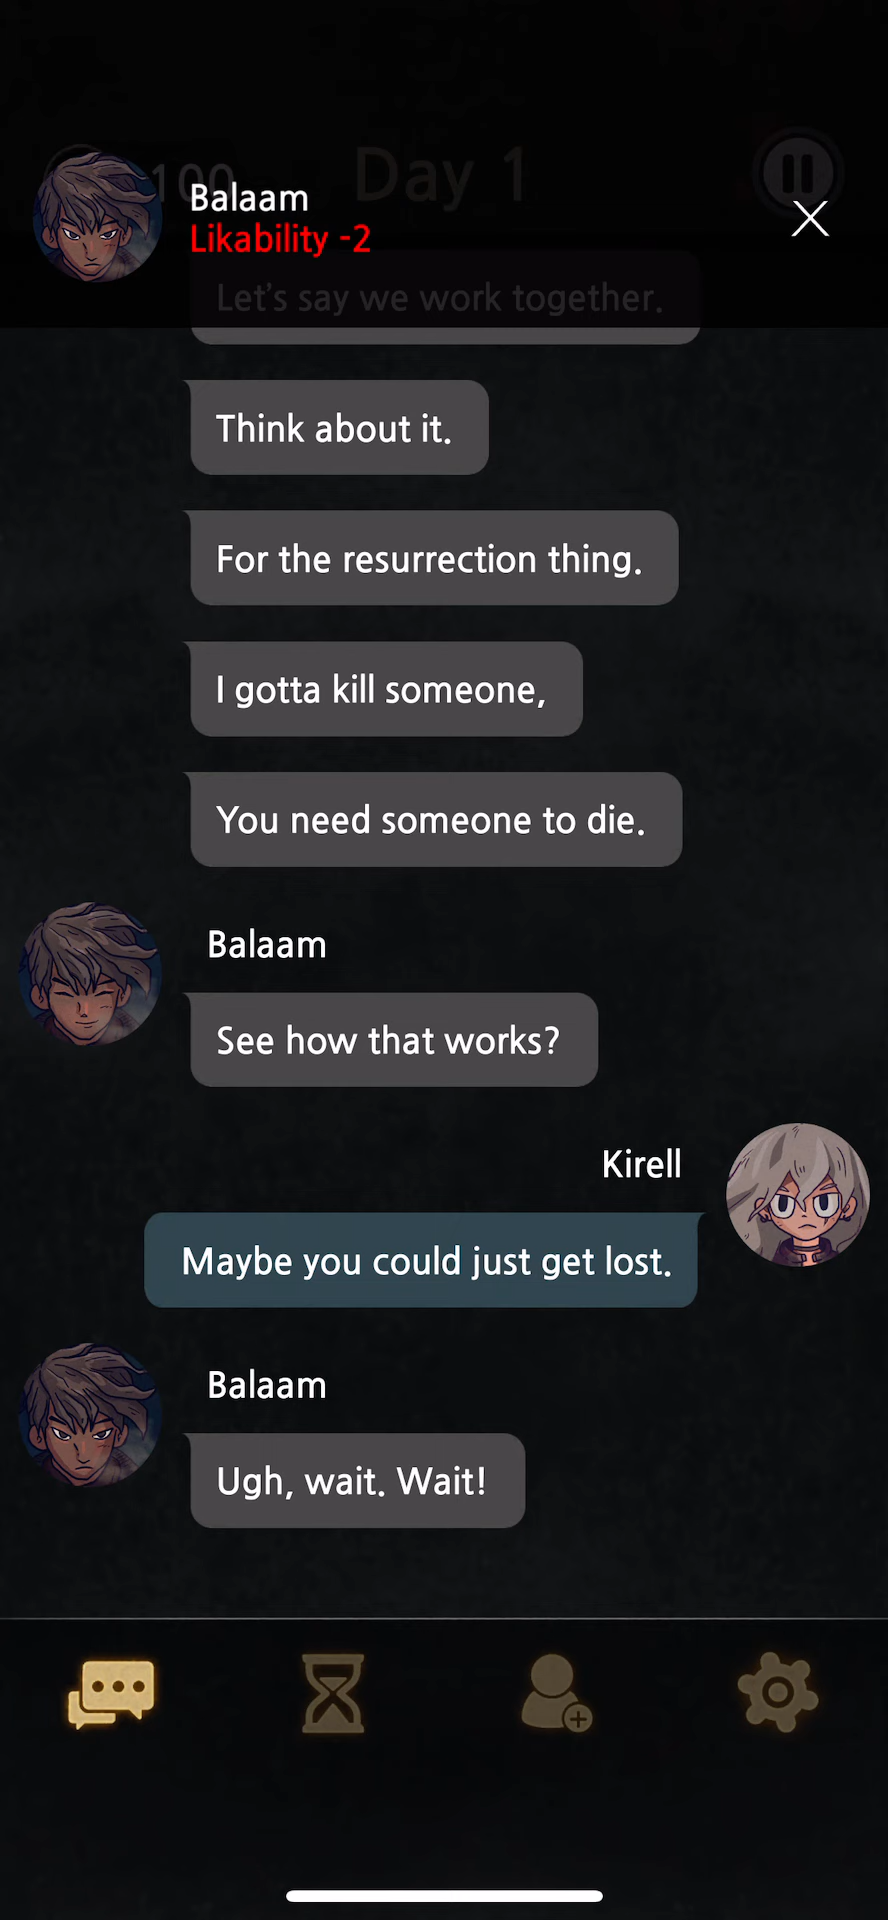 100
Day 1
Balaam
Likability -2
Let's say we work together.
Think about it.
For the resurrection thing.
I gotta kill someone,
You need someone to die.
Balaam
See how that works?
Kirell
Maybe you could just get lost.
Balaam
Ugh, wait. Wait!